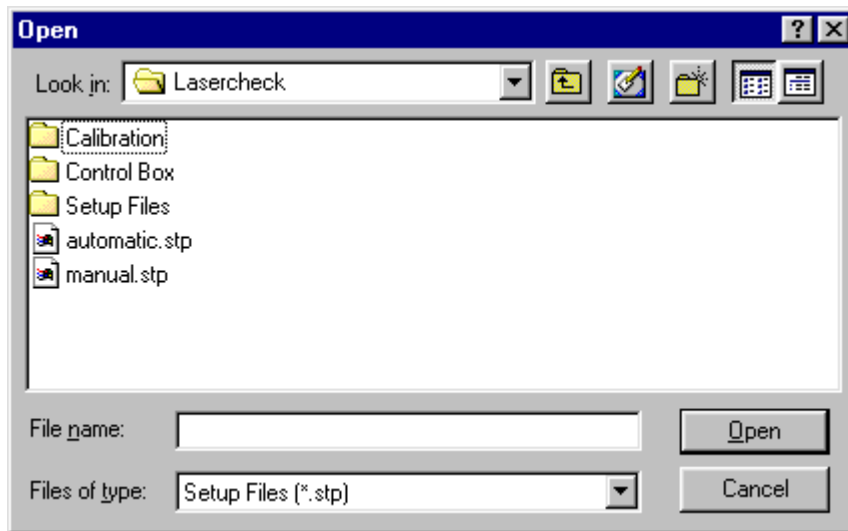 Open
Look in: Lasercheck
Calibration
Control Box
Setup Files
automatic.stp
manual.stp
File name: Open
Files of type: Setup Files (*.stp) Cancel